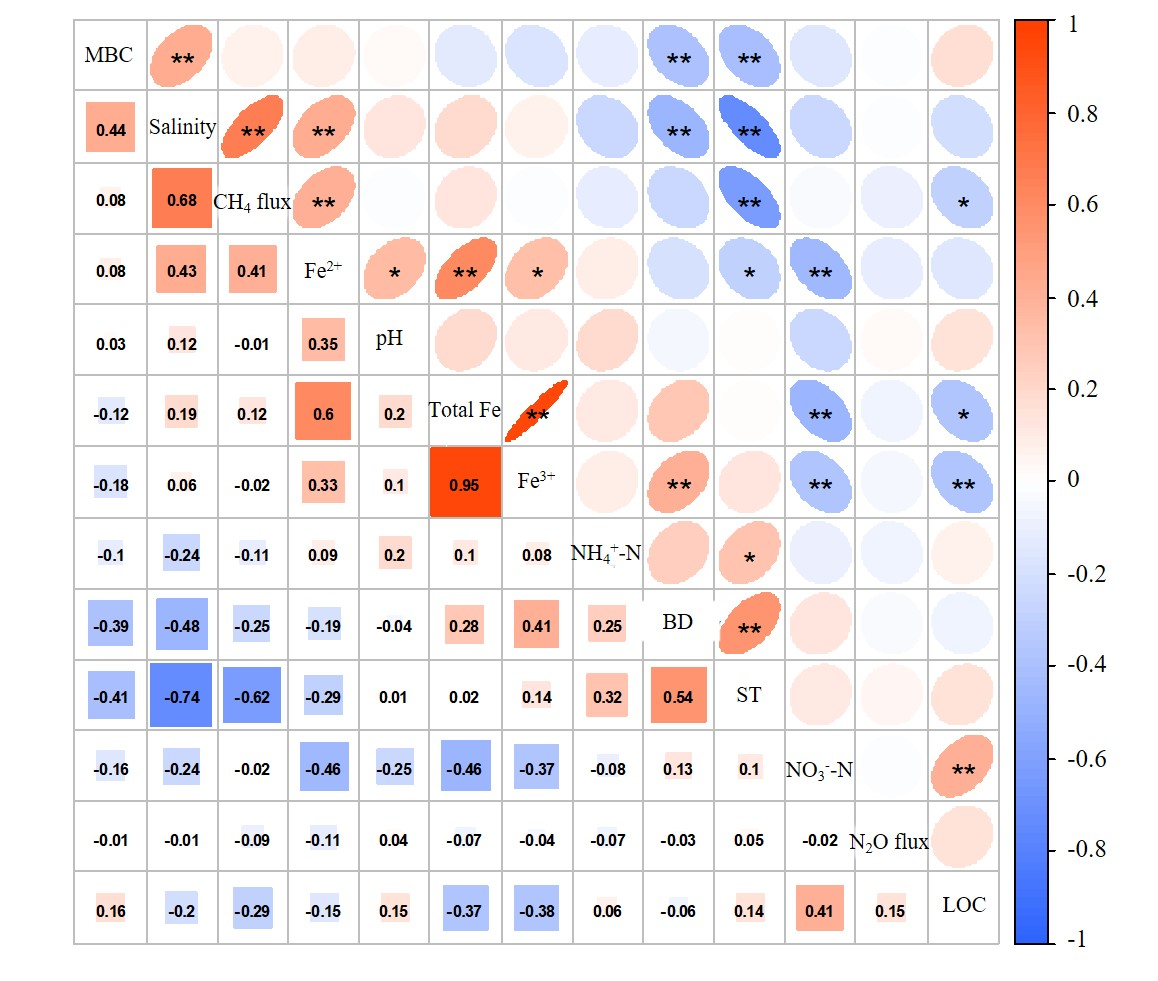 MBC ** ** ** 1
0.44 Salinity ** ** ** ** 0.8
0.08 0.68 CH₄ flux ** ** * 0.6
0.08 0.43 0.41 Fe²⁺ * ** * * ** 0.4
0.03 0.12 -0.01 0.35 pH
-0.12 0.19 0.12 0.6 0.2 Total Fe ** ** * 0.2
-0.18 0.06 -0.02 0.33 0.1 0.95 Fe³⁺ ** ** ** 0
-0.1 -0.24 -0.11 0.09 0.2 0.1 0.08 NH₄⁺-N * -0.2
-0.39 -0.48 -0.25 -0.19 -0.04 0.28 0.41 0.25 BD **
-0.41 -0.74 -0.62 -0.29 0.01 0.02 0.14 0.32 0.54 ST -0.4
-0.16 -0.24 -0.02 -0.46 -0.25 -0.46 -0.37 -0.08 0.13 0.1 NO₃⁻-N ** -0.6
-0.01 -0.01 -0.09 -0.11 0.04 -0.07 -0.04 -0.07 -0.03 0.05 -0.02 N₂O flux -0.8
0.16 -0.2 -0.29 -0.15 0.15 -0.37 -0.38 0.06 -0.06 0.14 0.41 0.15 LOC -1